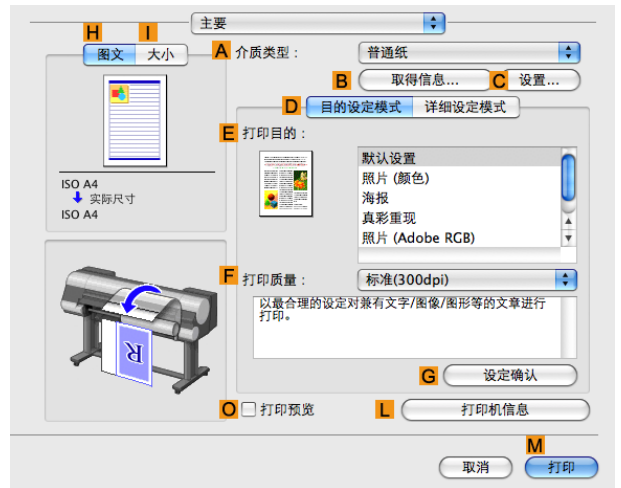 主要
H I
图文 大小
A 介质类型： 普通纸
B 取得信息... C 设置...
D 目的设定模式 详细设定模式
E 打印目的：
默认设置
照片 (颜色)
海报
真彩重现
照片 (Adobe RGB)
ISO A4
实际尺寸
ISO A4
F 打印质量： 标准(300dpi)
以最合理的设定对兼有文字/图像/图形等的文章进行
打印。
R
G 设定确认
O 打印预览 L 打印机信息
M
取消 打印